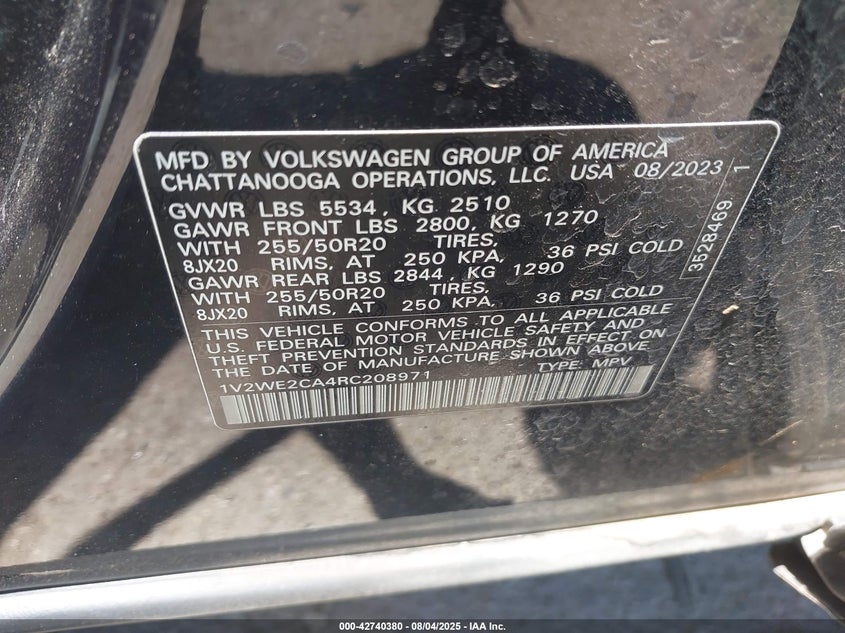 MFD BY VOLKSWAGEN GROUP OF AMERICA
CHATTANOOGA OPERATIONS, LLC. USA 08/2023
GVWR LBS 5534, KG 2510
GAWR FRONT LBS 2800, KG 1270
WITH 255/50R20 TIRES,
8JX20 RIMS, AT 250 KPA, 36 PSI COLD
GAWR REAR LBS 2844, KG 1290
WITH 255/50R20 TIRES,
8JX20 RIMS, AT 250 KPA, 36 PSI COLD
THIS VEHICLE CONFORMS TO ALL APPLICABLE
U.S. FEDERAL MOTOR VEHICLE SAFETY AND
THEFT PREVENTION STANDARDS IN EFFECT ON
THE DATE OF MANUFACTURE SHOWN ABOVE
1V2WE2CA4RC208971 TYPE: MPV
3528469 1
000-42740380 - 08/04/2025 - IAA Inc.